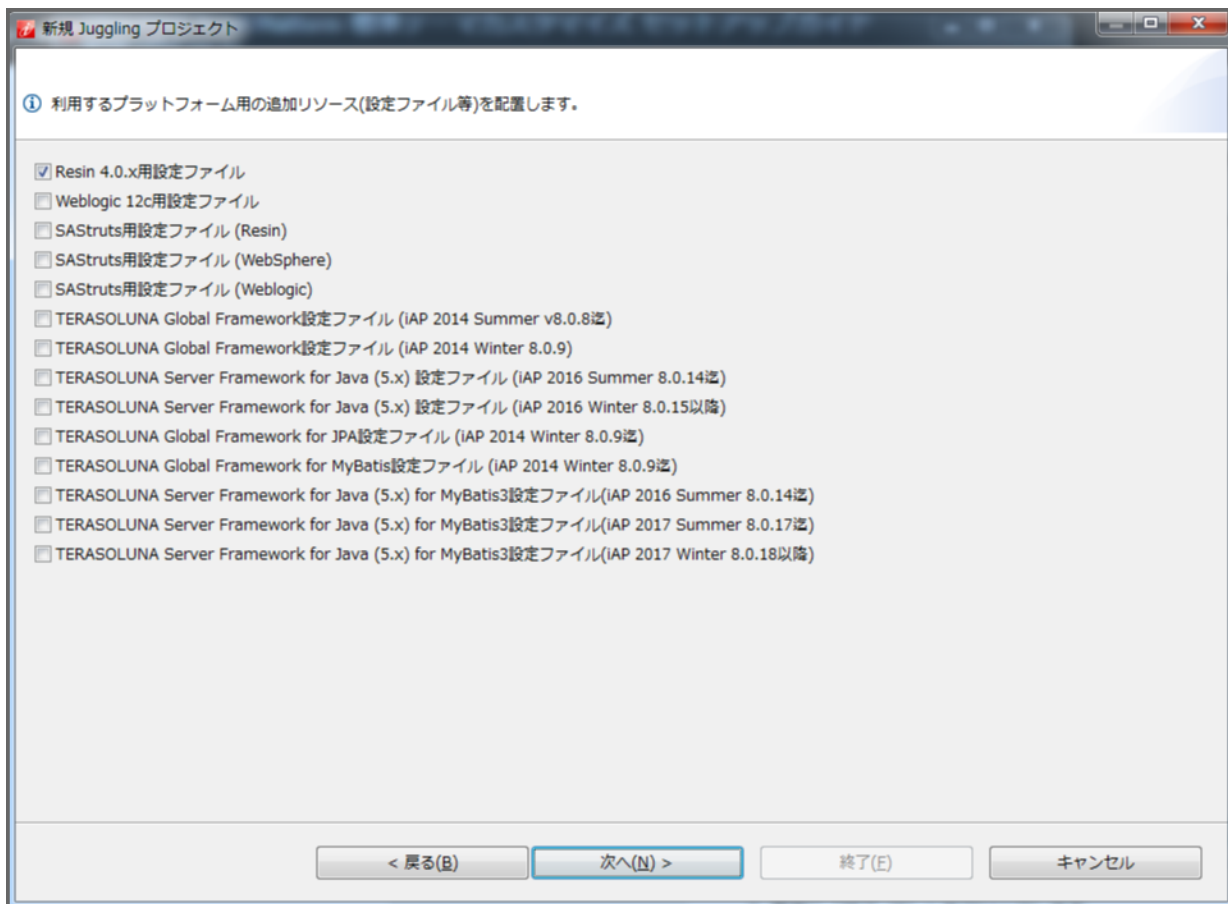 新規 Juggling プロジェクト
利用するプラットフォーム用の追加リソース(設定ファイル等)を配置します。
Resin 4.0.x用設定ファイル
Weblogic 12c用設定ファイル
SAStruts用設定ファイル (Resin)
SAStruts用設定ファイル (WebSphere)
SAStruts用設定ファイル (Weblogic)
TERASOLUNA Global Framework設定ファイル (iAP 2014 Summer v8.0.8迄)
TERASOLUNA Global Framework設定ファイル (iAP 2014 Winter 8.0.9)
TERASOLUNA Server Framework for Java (5.x) 設定ファイル (iAP 2016 Summer 8.0.14迄)
TERASOLUNA Server Framework for Java (5.x) 設定ファイル (iAP 2016 Winter 8.0.15以降)
TERASOLUNA Global Framework for JPA設定ファイル (iAP 2014 Winter 8.0.9迄)
TERASOLUNA Global Framework for MyBatis設定ファイル (iAP 2014 Winter 8.0.9迄)
TERASOLUNA Server Framework for Java (5.x) for MyBatis3設定ファイル(iAP 2016 Summer 8.0.14迄)
TERASOLUNA Server Framework for Java (5.x) for MyBatis3設定ファイル(iAP 2017 Summer 8.0.17迄)
TERASOLUNA Server Framework for Java (5.x) for MyBatis3設定ファイル(iAP 2017 Winter 8.0.18以降)
< 戻る(B) 次へ(N) > 終了(F) キャンセル